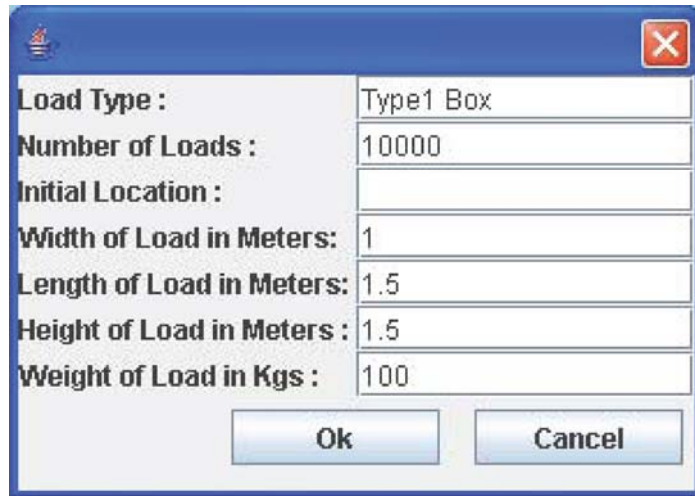 Load Type : Type1 Box
Number of Loads : 10000
Initial Location :
Width of Load in Meters: 1
Length of Load in Meters: 1.5
Height of Load in Meters : 1.5
Weight of Load in Kgs : 100
Ok Cancel